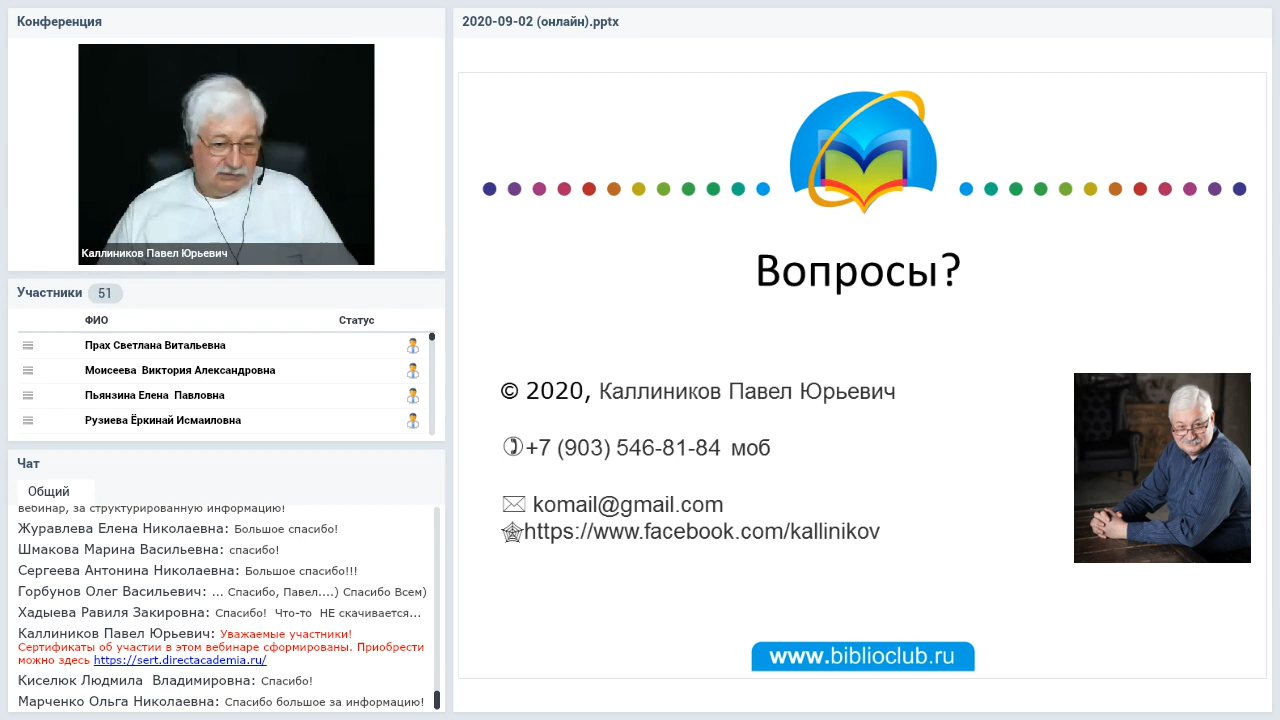 Конференция
Каллиников Павел Юрьевич
Участники 51
ФИО Статус
Прах Светлана Витальевна
Моисеева Виктория Александровна
Пьянзина Елена Павловна
Рузиева Ёркинай Исмаиловна
Чат
Общий
вебинар, за структурированную информацию!
Журавлева Елена Николаевна: Большое спасибо!
Шмакова Марина Васильевна: спасибо!
Сергеева Антонина Николаевна: Большое спасибо!!!
Горбунов Олег Васильевич: ... Спасибо, Павел....) Спасибо Всем)
Хадыева Равиля Закировна: Спасибо! Что-то НЕ скачивается...
Каллиников Павел Юрьевич: Уважаемые участники!
Сертификаты об участии в этом вебинаре сформированы. Приобрести
можно здесь https://sert.directacademia.ru/
Киселюк Людмила Владимировна: Спасибо!
Марченко Ольга Николаевна: Спасибо большое за информацию!
2020-09-02 (онлайн).pptx
Вопросы?
© 2020, Каллиников Павел Юрьевич
✆+7 (903) 546-81-84 моб
komail@gmail.com
https://www.facebook.com/kallinikov
www.biblioclub.ru